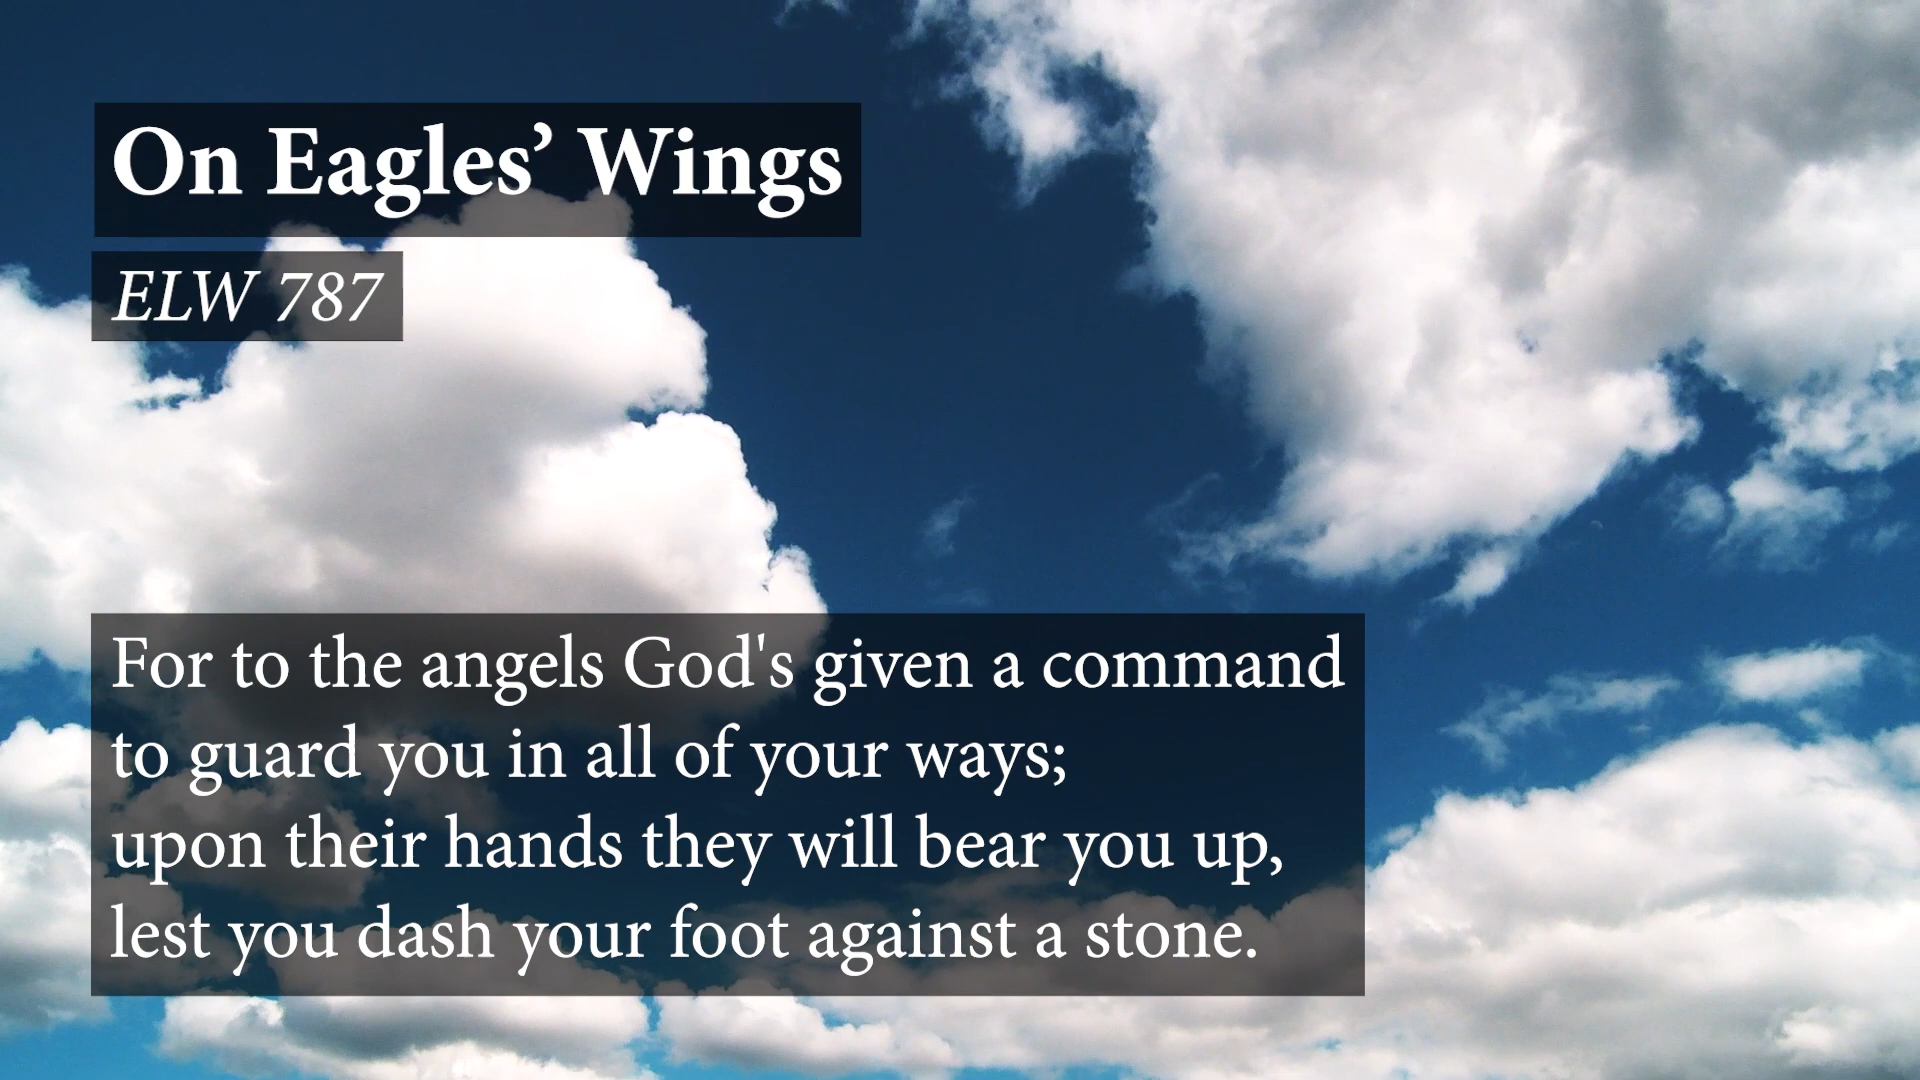 On Eagles’ Wings
ELW 787
For to the angels God's given a command
to guard you in all of your ways;
upon their hands they will bear you up,
lest you dash your foot against a stone.